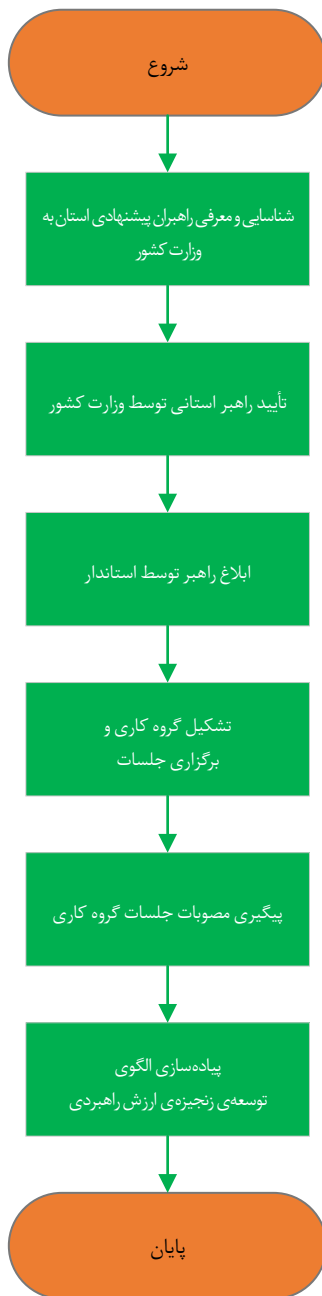 شروع
شناسایی و معرفی راهبران پیشنهادی استان به
وزارت کشور
تأیید راهبر استانی توسط وزارت کشور
ابلاغ راهبر توسط استاندار
تشکیل گروه کاری و
برگزاری جلسات
پیگیری مصوبات جلسات گروه کاری
پیاده‌سازی الگوی
توسعه‌ی زنجیزه‌ی ارزش راهبردی
پایان